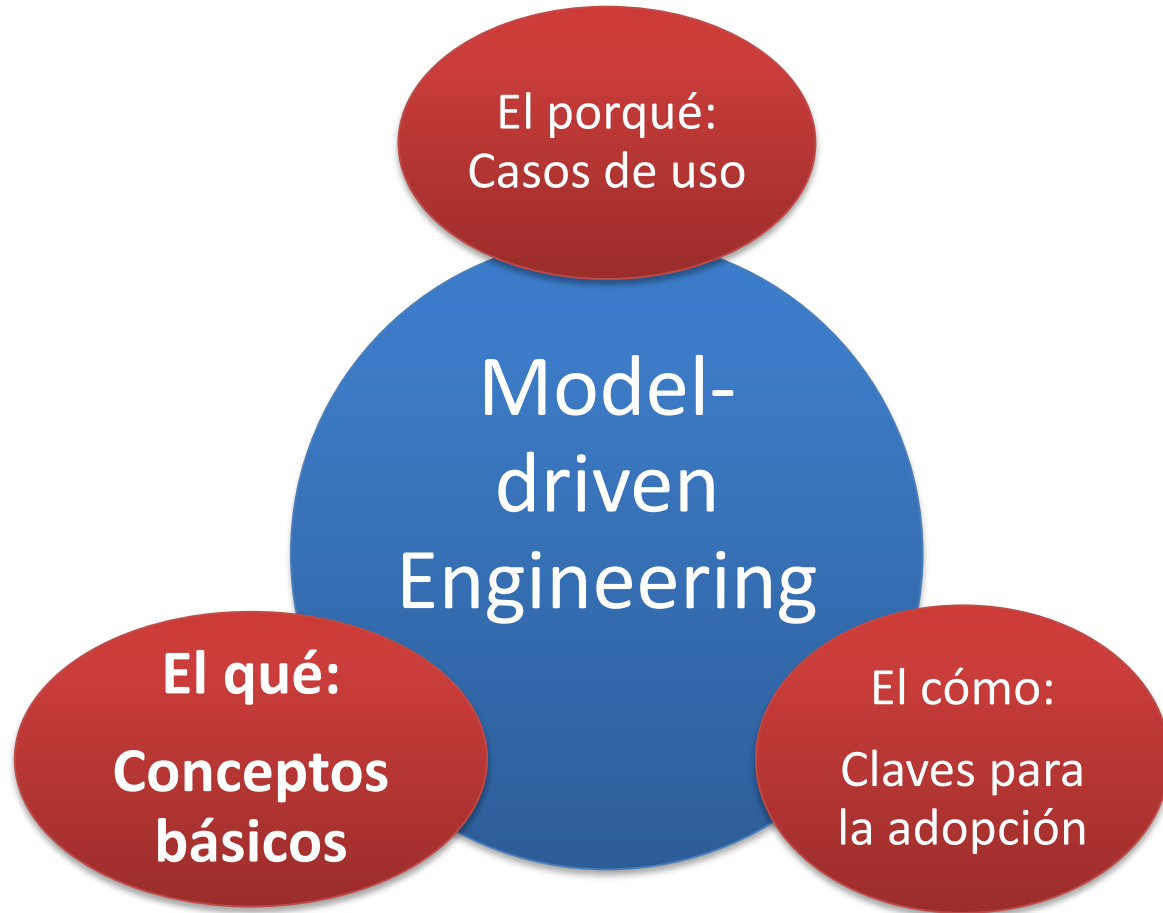 El porqué:
Casos de uso
Model-
driven
Engineering
El qué:
Conceptos
básicos
El cómo:
Claves para
la adopción